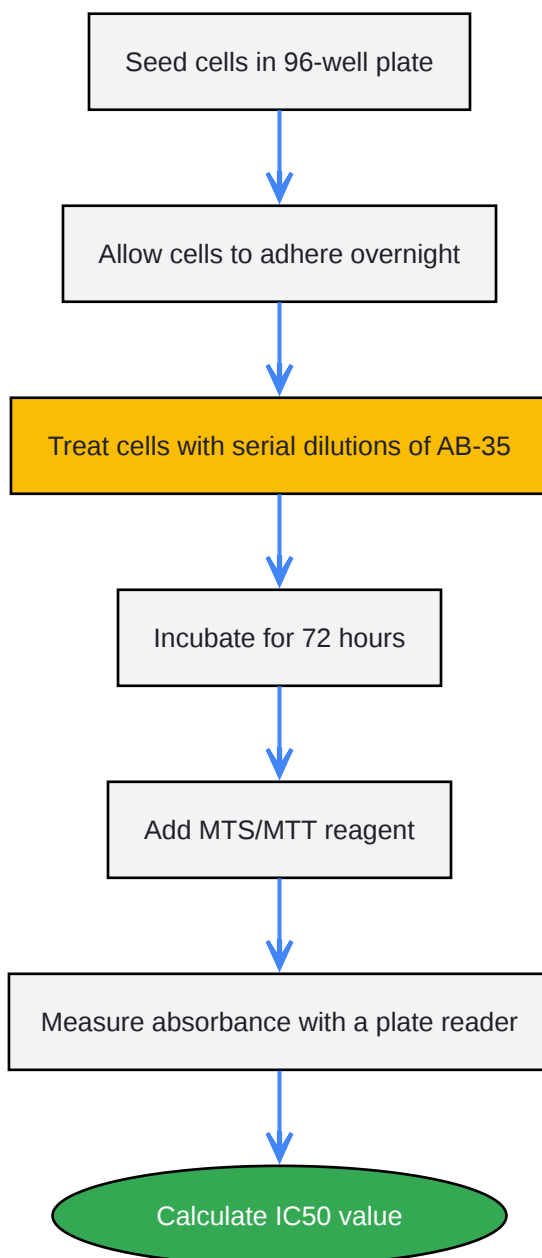 Seed cells in 96-well plate
Allow cells to adhere overnight
Treat cells with serial dilutions of AB-35
Incubate for 72 hours
Add MTS/MTT reagent
Measure absorbance with a plate reader
Calculate IC50 value